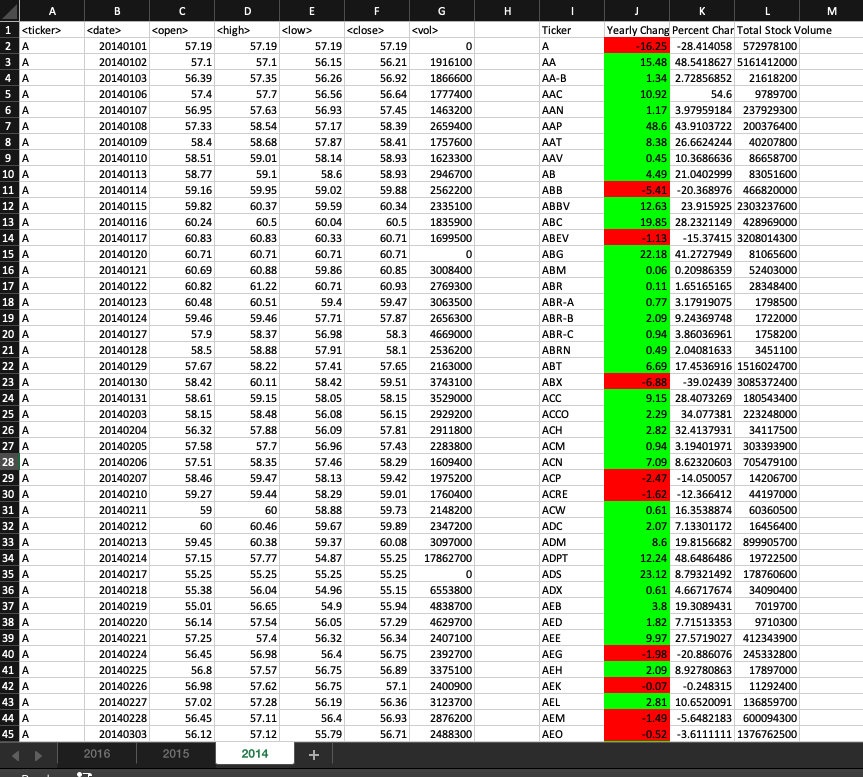 A B C D E F G H I J K L M
1 <ticker> <date> <open> <high> <low> <close> <vol> Ticker Yearly Chang Percent Char Total Stock Volume
2 A 20140101 57.19 57.19 57.19 57.19 0 A -16.25 -28.414058 572978100
3 A 20140102 57.1 57.1 56.15 56.21 1916100 AA 15.48 48.5418627 5161412000
4 A 20140103 56.39 57.35 56.26 56.92 1866600 AA-B 1.34 2.72856852 21618200
5 A 20140106 57.4 57.7 56.56 56.64 1777400 AAC 10.92 54.6 9789700
6 A 20140107 56.95 57.63 56.93 57.45 1463200 AAN 1.17 3.97959184 237929300
7 A 20140108 57.33 58.54 57.17 58.39 2659400 AAP 48.6 43.9103722 200376400
8 A 20140109 58.4 58.68 57.87 58.41 1757600 AAT 8.38 26.6624244 40207800
9 A 20140110 58.51 59.01 58.14 58.93 1623300 AAV 0.45 10.3686636 86658700
10 A 20140113 58.77 59.1 58.6 58.93 2946700 AB 4.49 21.0402999 83051600
11 A 20140114 59.16 59.95 59.02 59.88 2562200 ABB -5.41 -20.368976 466820000
12 A 20140115 59.82 60.37 59.59 60.34 2335100 ABBV 12.63 23.915925 2303237600
13 A 20140116 60.24 60.5 60.04 60.5 1835900 ABC 19.85 28.2321149 428969000
14 A 20140117 60.83 60.83 60.33 60.71 1699500 ABEV -1.13 -15.37415 3208014300
15 A 20140120 60.71 60.71 60.71 60.71 0 ABG 22.18 41.2727949 81065600
16 A 20140121 60.69 60.88 59.86 60.85 3008400 ABM 0.06 0.20986359 52403000
17 A 20140122 60.82 61.22 60.71 60.93 2769300 ABR 0.11 1.65165165 28348400
18 A 20140123 60.48 60.51 59.4 59.47 3063500 ABR-A 0.77 3.17919075 1798500
19 A 20140124 59.46 59.46 57.71 57.87 2656300 ABR-B 2.09 9.24369748 1722000
20 A 20140127 57.9 58.37 56.98 58.3 4669000 ABR-C 0.94 3.86036961 1758200
21 A 20140128 58.5 58.88 57.91 58.1 2536200 ABRN 0.49 2.04081633 3451100
22 A 20140129 57.67 58.22 57.41 57.65 2163000 ABT 6.69 17.4536916 1516024700
23 A 20140130 58.42 60.11 58.42 59.51 3743100 ABX -6.88 -39.02439 3085372400
24 A 20140131 58.61 59.15 58.05 58.15 3529000 ACC 9.15 28.4073269 180543400
25 A 20140203 58.15 58.48 56.08 56.15 2929200 ACCO 2.29 34.077381 223248000
26 A 20140204 56.32 57.88 56.09 57.81 2911800 ACH 2.82 32.4137931 34117500
27 A 20140205 57.58 57.7 56.96 57.43 2283800 ACM 0.94 3.19401971 303393900
28 A 20140206 57.51 58.35 57.46 58.29 1609400 ACN 7.09 8.62320603 705479100
29 A 20140207 58.46 59.47 58.13 59.42 1975200 ACP -2.47 -14.050057 14206700
30 A 20140210 59.27 59.44 58.29 59.01 1760400 ACRE -1.62 -12.366412 44197000
31 A 20140211 59 60 58.88 59.73 2148200 ACW 0.61 16.3538874 60360500
32 A 20140212 60 60.46 59.67 59.89 2347200 ADC 2.07 7.13301172 16456400
33 A 20140213 59.45 60.38 59.37 60.08 3097000 ADM 8.6 19.8156682 899905700
34 A 20140214 57.15 57.77 54.87 55.25 17862700 ADPT 12.24 48.6486486 19722500
35 A 20140217 55.25 55.25 55.25 55.25 0 ADS 23.12 8.79321492 178760600
36 A 20140218 55.38 56.04 54.96 55.15 6553800 ADX 0.61 4.66717674 34090400
37 A 20140219 55.01 56.65 54.9 55.94 4838700 AEB 3.8 19.3089431 7019700
38 A 20140220 56.14 57.54 56.05 57.29 4629700 AED 1.82 7.71513353 9710300
39 A 20140221 57.25 57.4 56.32 56.34 2407100 AEE 9.97 27.5719027 412343900
40 A 20140224 56.45 56.98 56.4 56.75 2392700 AEG -1.98 -20.886076 245332800
41 A 20140225 56.8 57.57 56.75 56.89 3375100 AEH 2.09 8.92780863 17897000
42 A 20140226 56.98 57.62 56.75 57.1 2400900 AEK -0.07 -0.248315 11292400
43 A 20140227 57.02 57.28 56.19 56.36 3123700 AEL 2.81 10.6520091 136859700
44 A 20140228 56.45 57.11 56.4 56.93 2876200 AEM -1.49 -5.6482183 600094300
45 A 20140303 56.12 57.12 55.79 56.71 2488300 AEO -0.52 -3.6111111 1376762500
2016 2015 2014 +